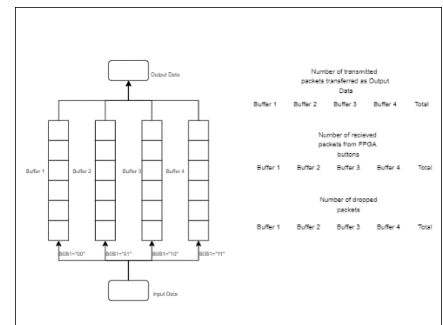 Output Data
Buffer 1
Buffer 2
Buffer 3
Buffer 4
B0B1="00"
B0B1="01"
B0B1="10"
B0B1="11"
Input Data
Number of transmitted
packets transferred as Output
Data
Buffer 1 Buffer 2 Buffer 3 Buffer 4 Total
Number of recieved
packets from FPGA
buttons
Buffer 1 Buffer 2 Buffer 3 Buffer 4 Total
Number of dropped
packets
Buffer 1 Buffer 2 Buffer 3 Buffer 4 Total